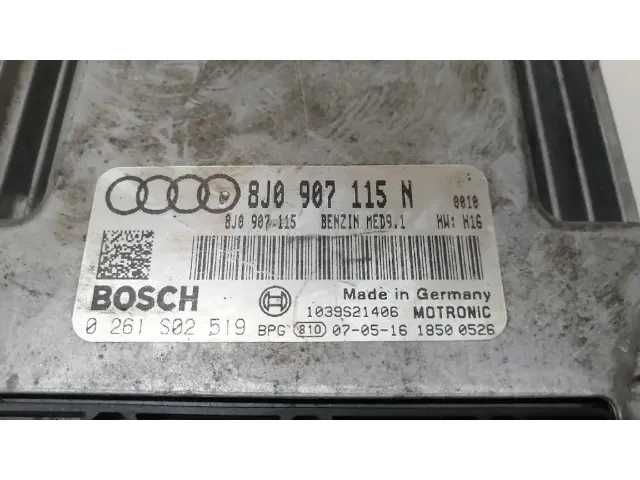 8J0 907 115 N 0010
8J0 907 115 BENZIN MED9.1 HW: H16
BOSCH Made in Germany
1039S21406 MOTRONIC
0 261 S02 519 BPG 810 07-05-16 1850 0526